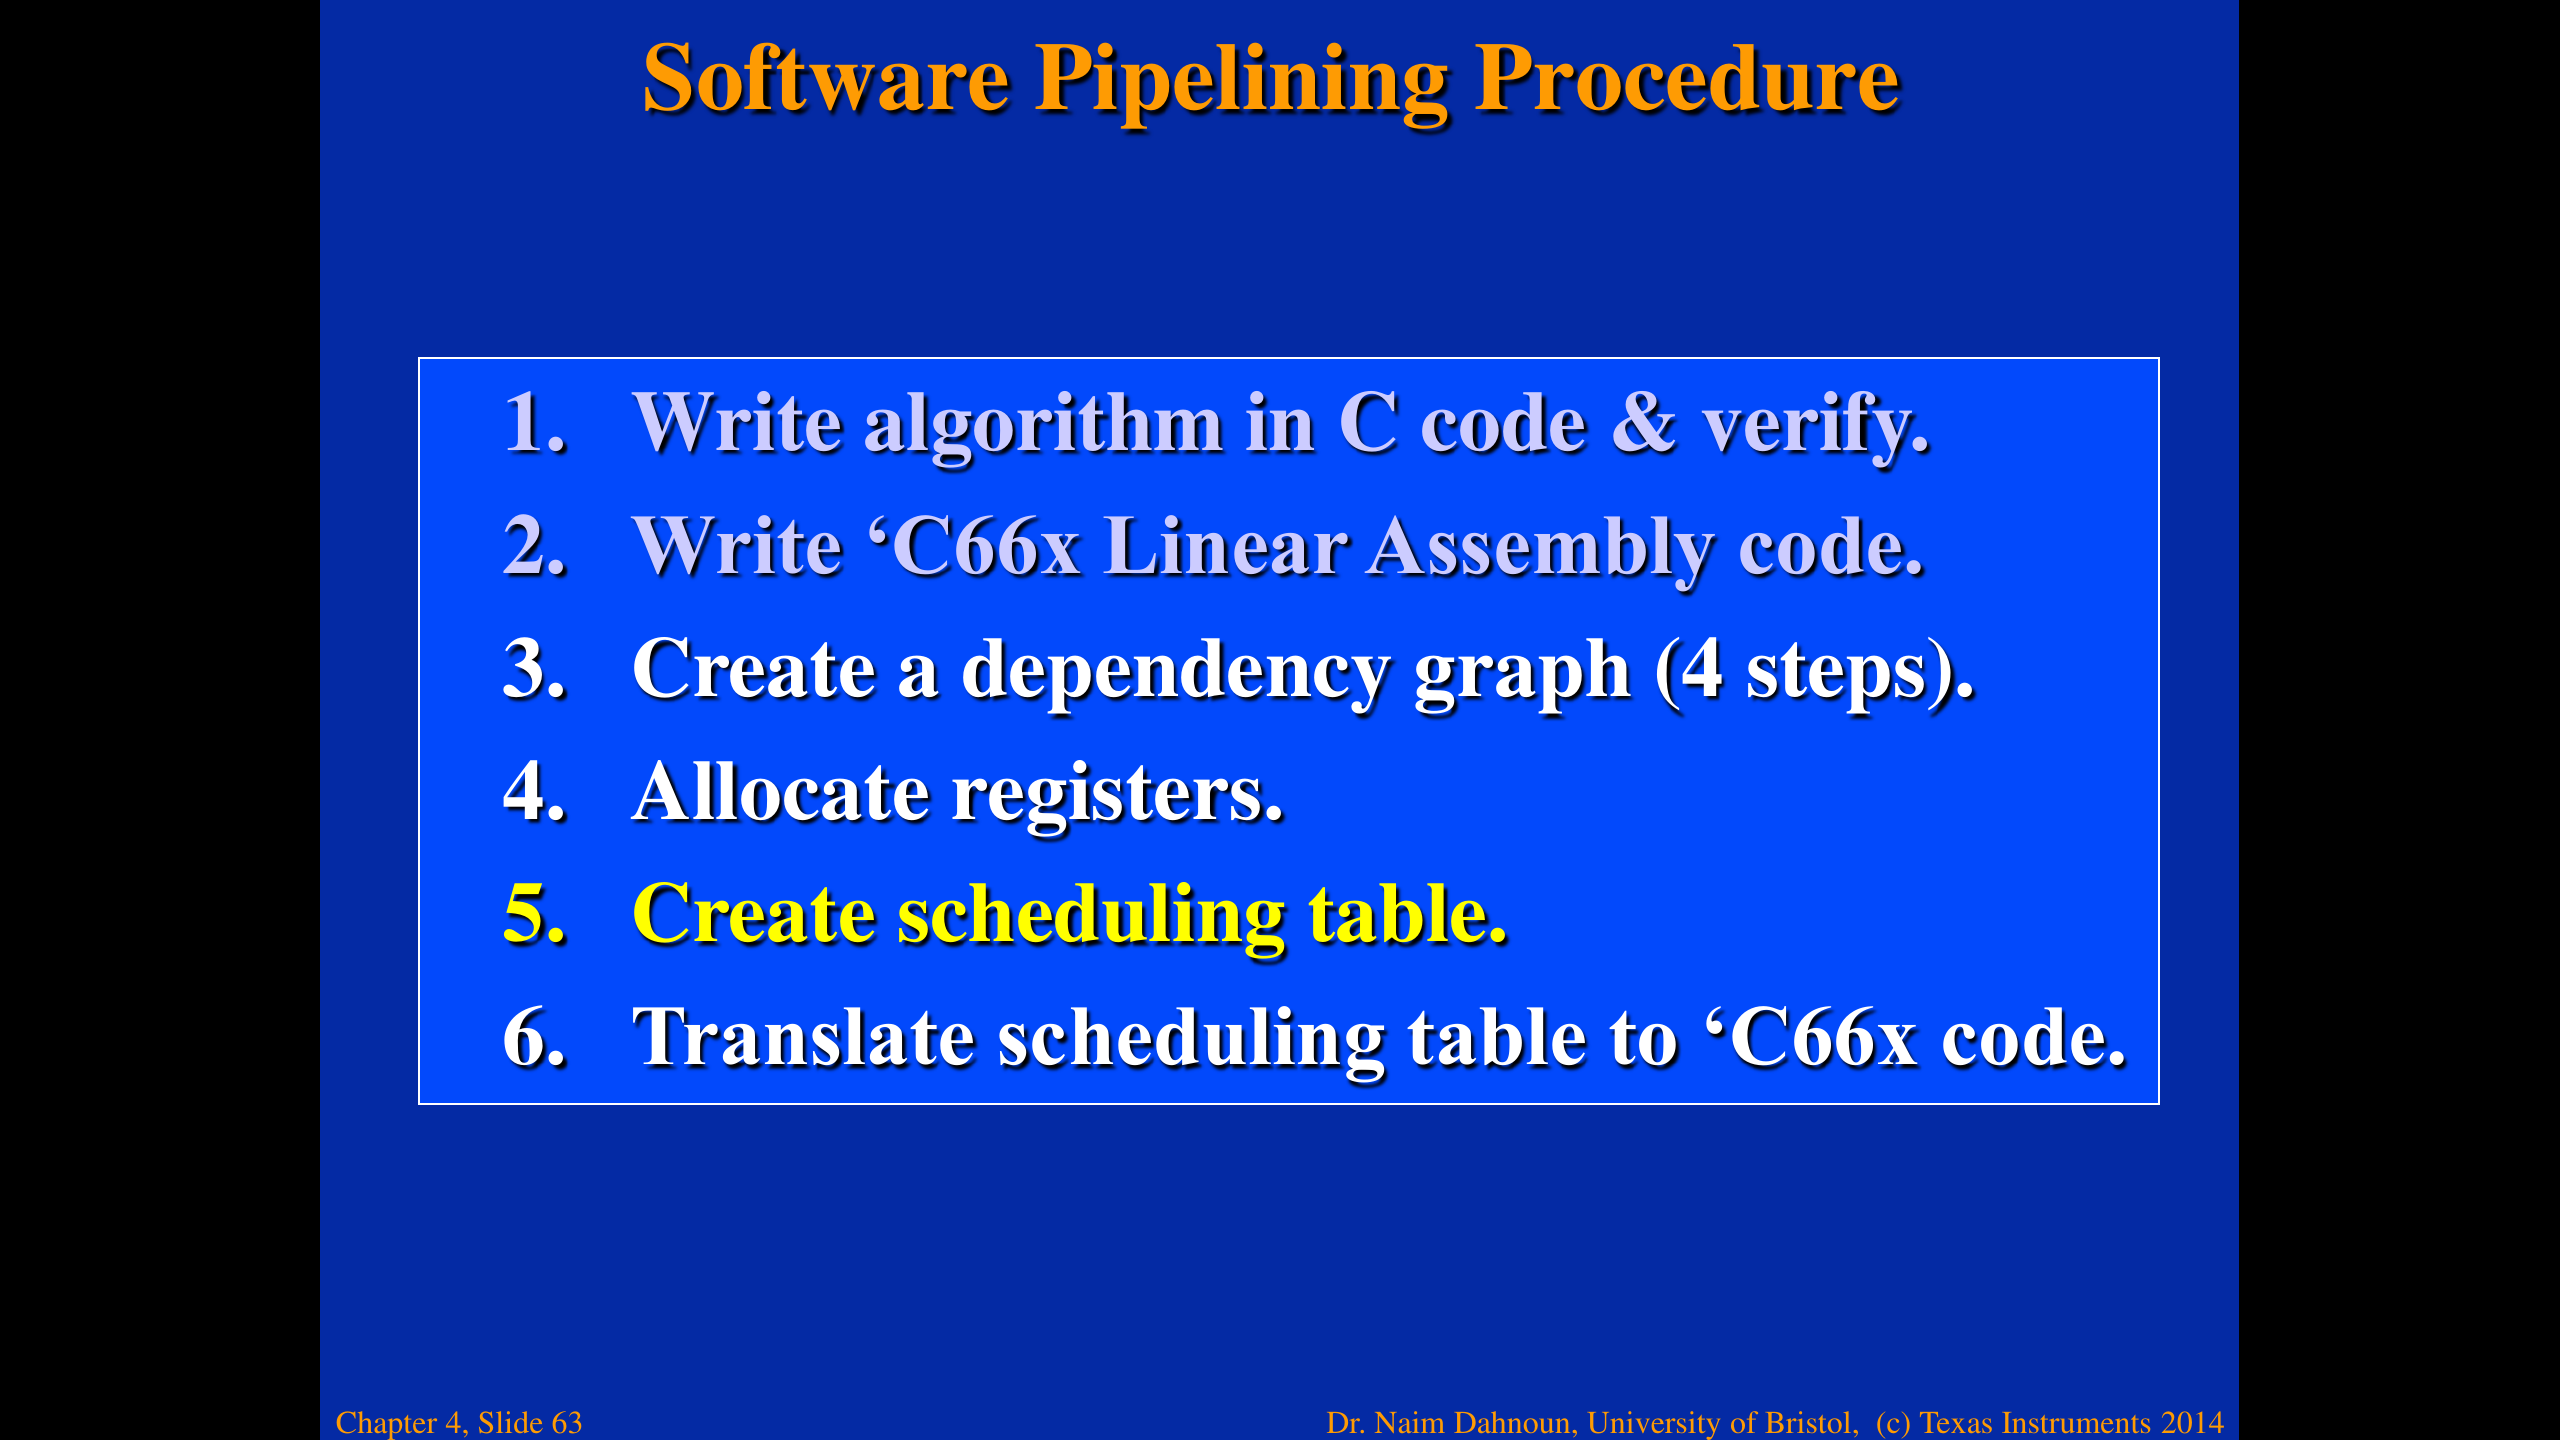 Software Pipelining Procedure
1. Write algorithm in C code & verify.
2. Write ‘C66x Linear Assembly code.
3. Create a dependency graph (4 steps).
4. Allocate registers.
5. Create scheduling table.
6. Translate scheduling table to ‘C66x code.
Chapter 4, Slide 63
Dr. Naim Dahnoun, University of Bristol, (c) Texas Instruments 2014